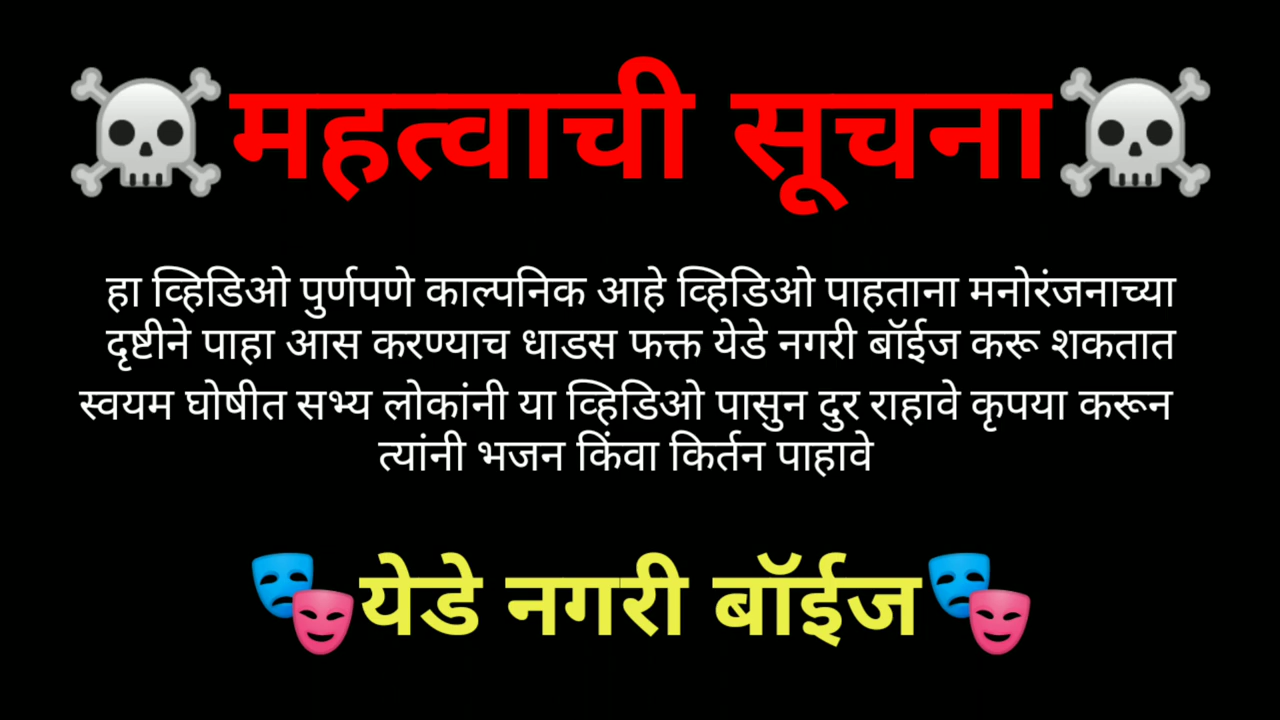 ☠महत्वाची सूचना☠
हा व्हिडिओ पुर्णपणे काल्पनिक आहे व्हिडिओ पाहताना मनोरंजनाच्या
दृष्टीने पाहा आस करण्याच धाडस फक्त येडे नगरी बॉईज करू शकतात
स्वयम घोषीत सभ्य लोकांनी या व्हिडिओ पासुन दुर राहावे कृपया करून
त्यांनी भजन किंवा किर्तन पाहावे
🎭येडे नगरी बॉईज🎭